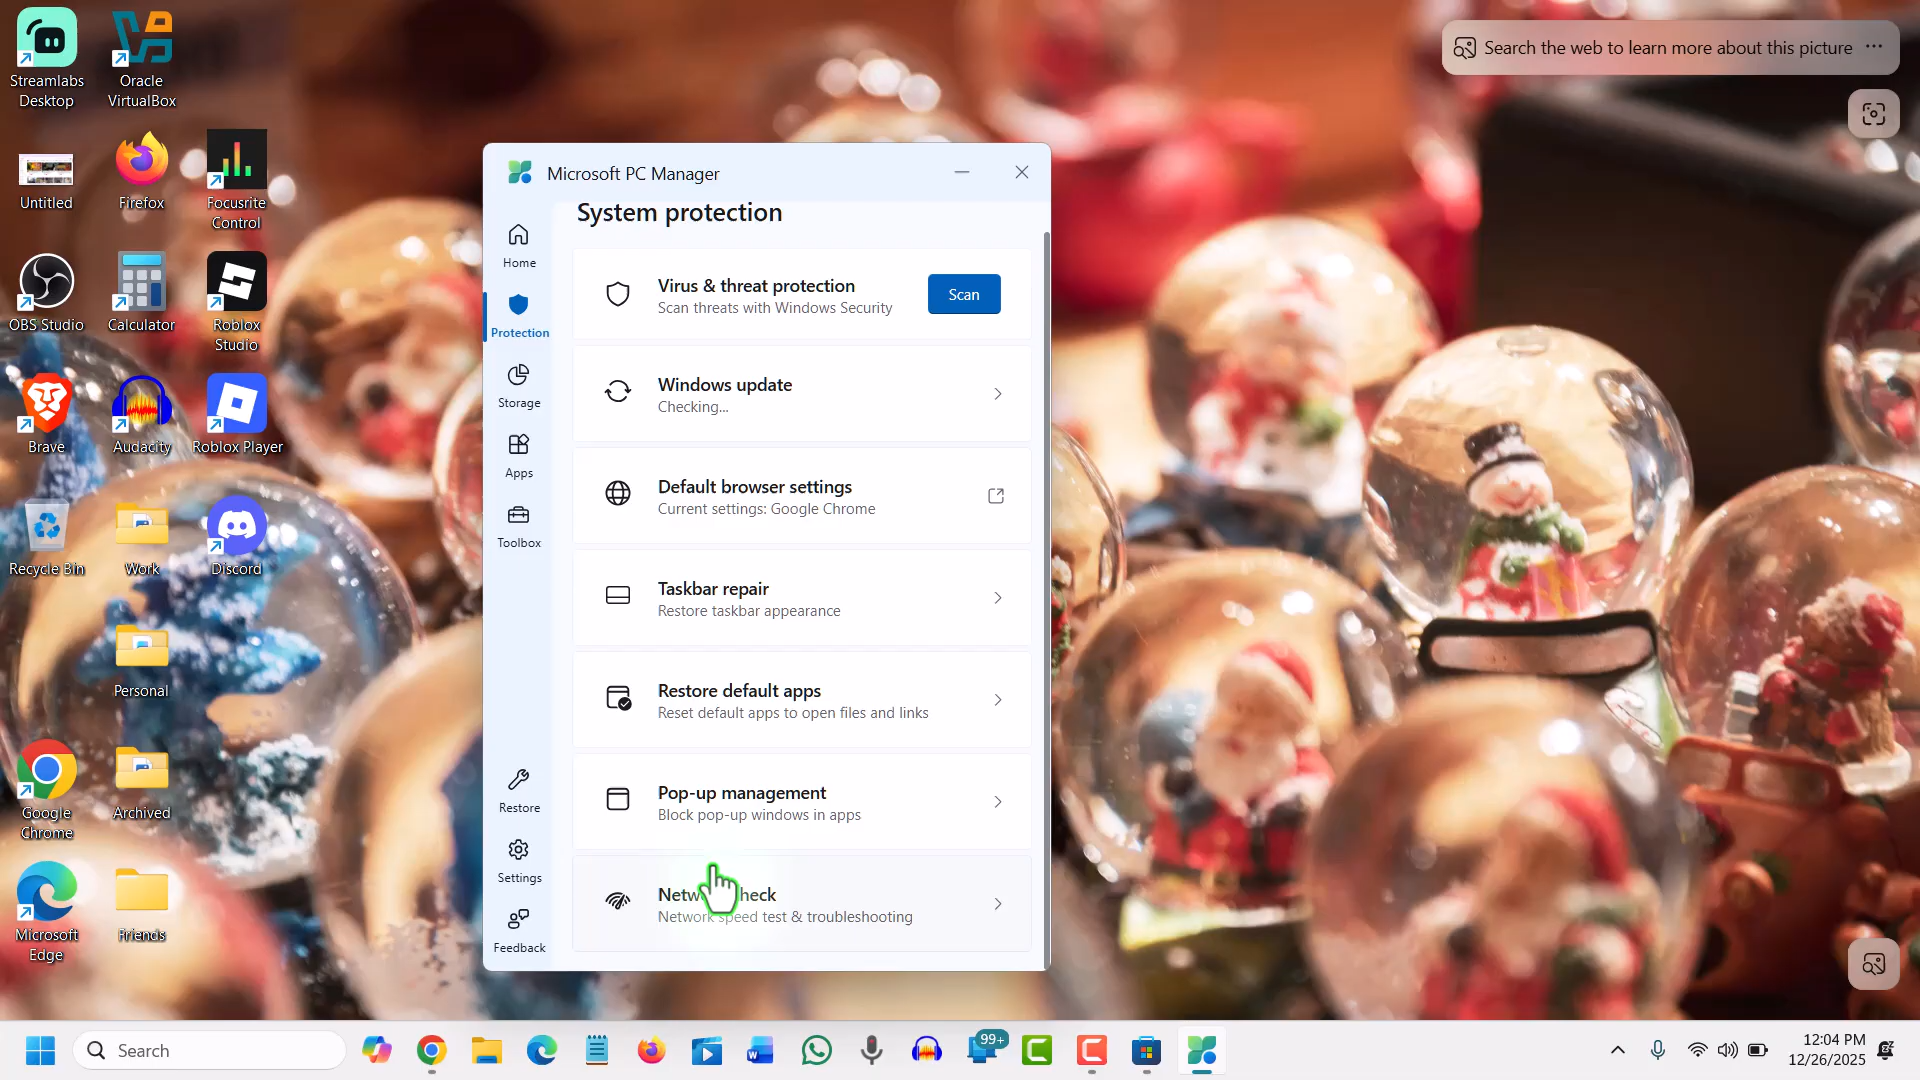 Streamlabs
Desktop
Oracle
VirtualBox
Untitled
Firefox
Focusrite
Control
OBS Studio
Calculator
Roblox
Studio
Brave
Audacity
Roblox Player
Recycle Bin
Work
Discord
Personal
Google
Chrome
Archived
Microsoft
Edge
Friends
Search the web to learn more about this picture
Microsoft PC Manager
Home
Protection
Storage
Apps
Toolbox
Restore
Settings
Feedback
System protection
Virus & threat protection
Scan threats with Windows Security
Scan
Windows update
Checking...
Default browser settings
Current settings: Google Chrome
Taskbar repair
Restore taskbar appearance
Restore default apps
Reset default apps to open files and links
Pop-up management
Block pop-up windows in apps
Network check
Network speed test & troubleshooting
Search
99+
12:04 PM
12/26/2025